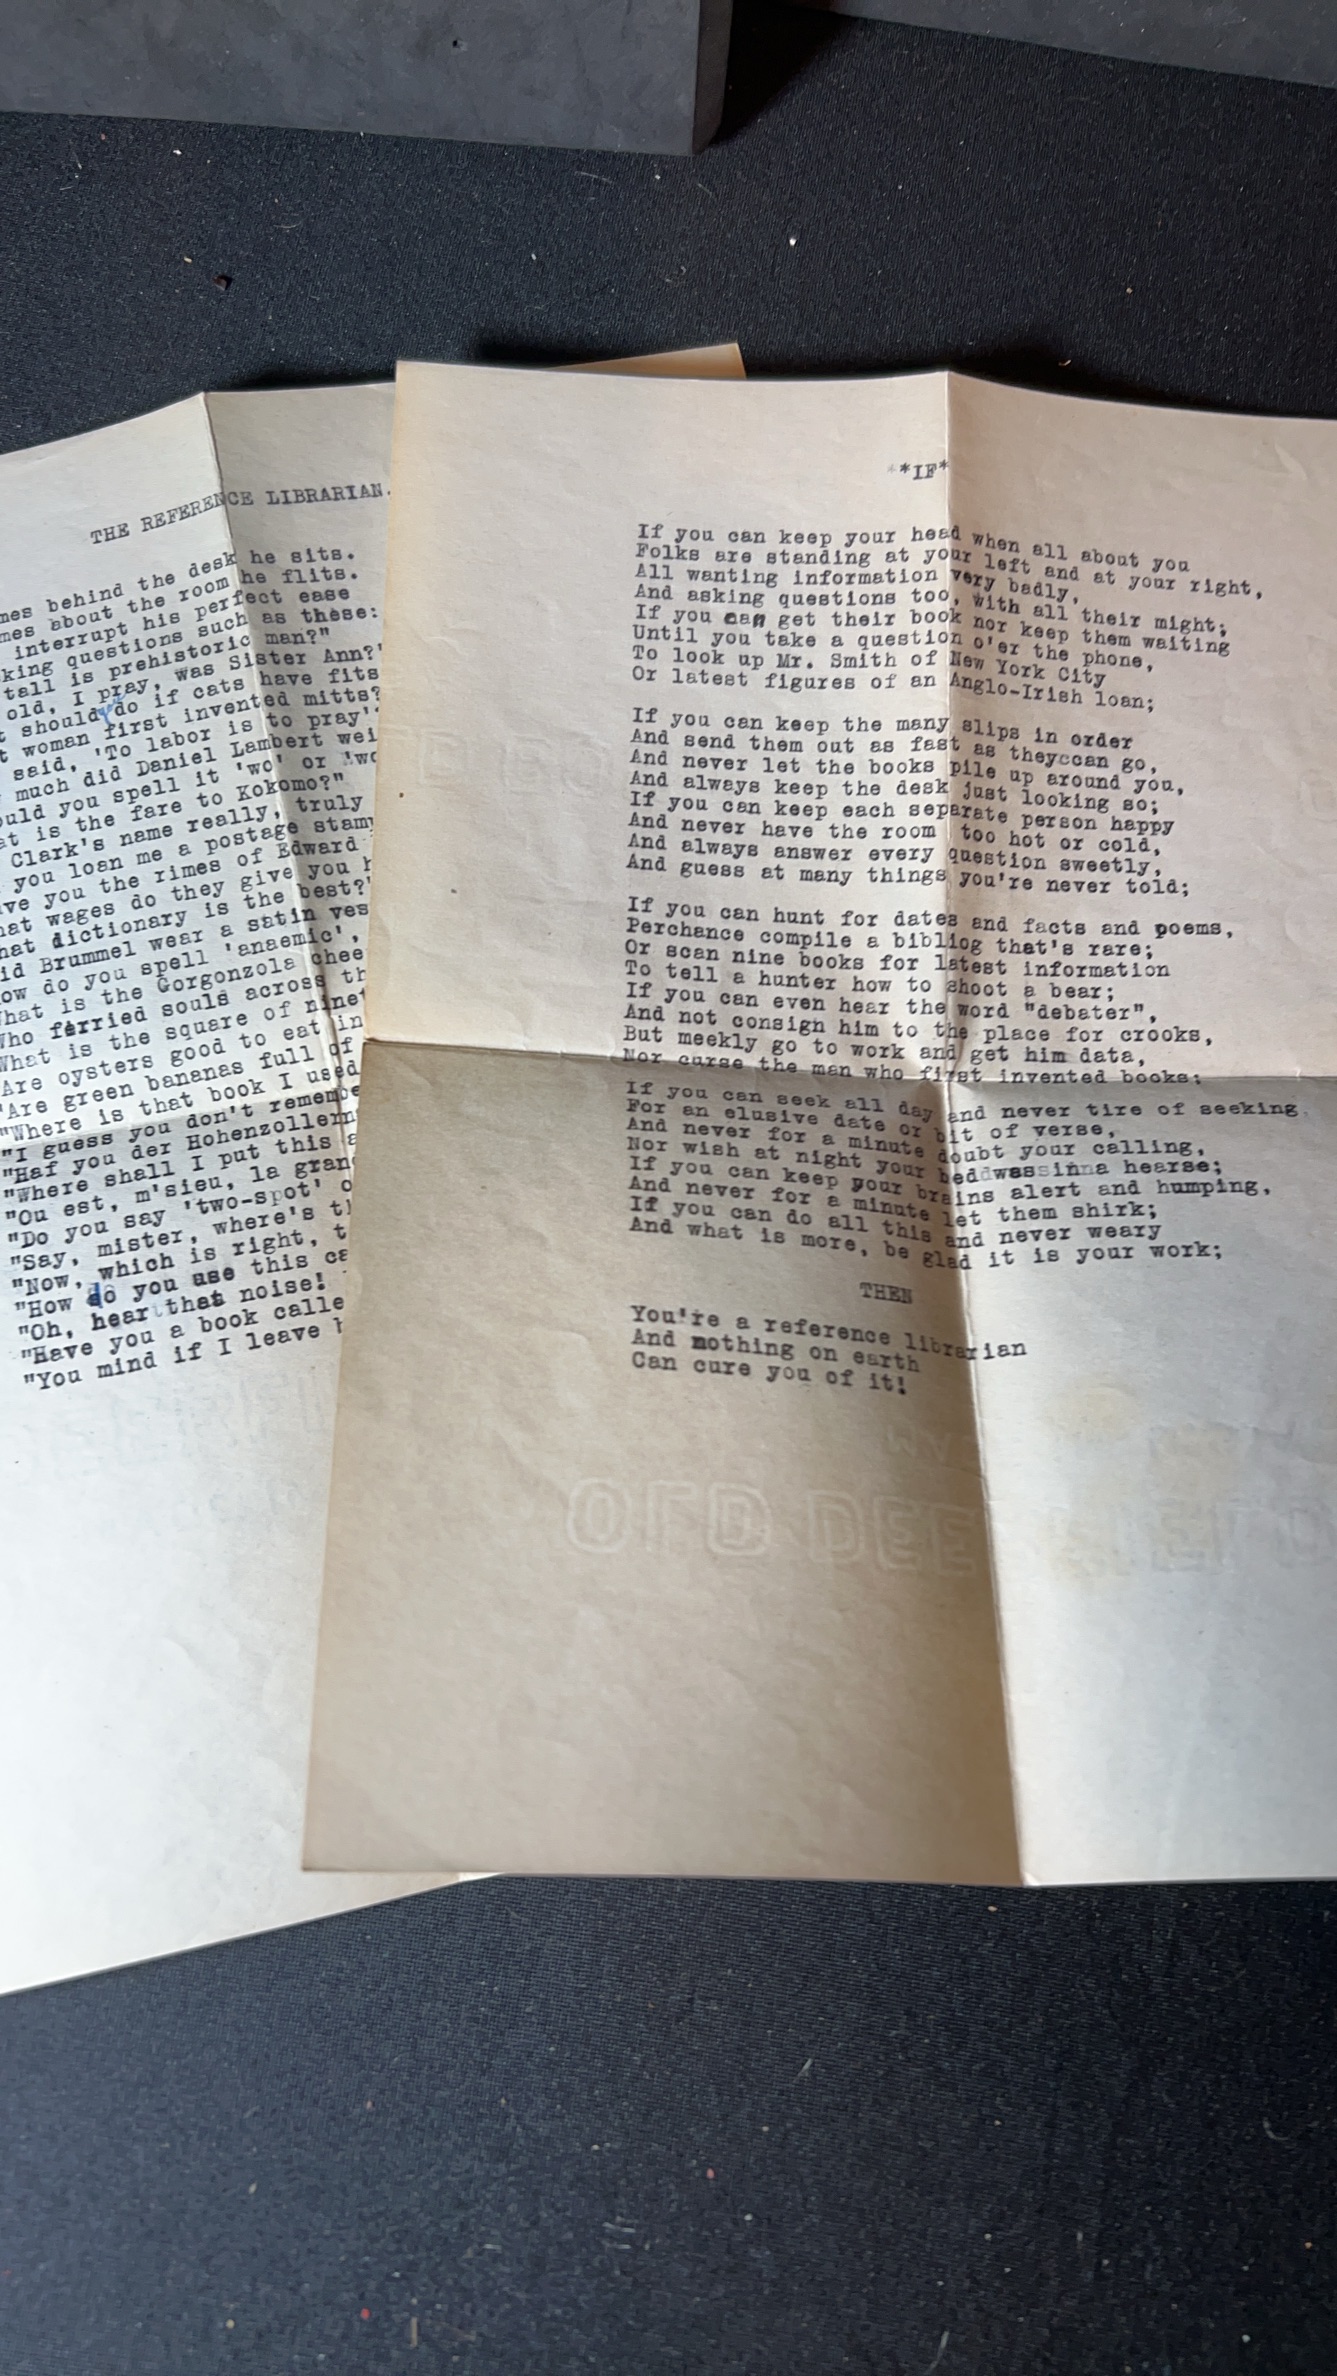 THE REFERENCE LIBRARIAN.
mes behind the desk he sits.
mes about the room he flits.
interrupt his perfect ease
king questions such as these:
tall is prehistoric man?"
old, I pray, was Sister Ann?"
should you do if cats have fits
t woman first invented mitts?
said, 'To labor is to pray'?
much did Daniel Lambert wei
ould you spell it 'wo' or 'wo
at is the fare to Kokomo?"
Clark's name really, truly
you loan me a postage stam
ve you the rimes of Edward
hat wages do they give you h
hat dictionary is the best?"
id Brummel wear a satin ves
ow do you spell 'anaemic',
What is the Gorgonzola chee
Who ferried souls across th
What is the square of ninet
Are oysters good to eat in
"Are green bananas full of
"Where is that book I used
"I guess you don't remembe
"Haf you der Hohenzollern
"Where shall I put this
"Ou est, m'sieu, la gran
"Do you say 'two-spot' o
"Say, mister, where's t
"Now, which is right, t
"How do you use this ca
"Oh, hear that noise!
"Have you a book calle
"You mind if I leave
**IF*
If you can keep your head when all about you
Folks are standing at your left and at your right,
All wanting information very badly,
And asking questions too, with all their might;
If you can get their book nor keep them waiting
Until you take a question o'er the phone,
To look up Mr. Smith of New York City
Or latest figures of an Anglo-Irish loan;
If you can keep the many slips in order
And send them out as fast as theyccan go,
And never let the books pile up around you,
And always keep the desk just looking so;
If you can keep each separate person happy
And never have the room too hot or cold,
And always answer every question sweetly,
And guess at many things you're never told;
If you can hunt for dates and facts and poems,
Perchance compile a bibliog that's rare;
Or scan nine books for latest information
To tell a hunter how to shoot a bear;
If you can even hear the word "debater",
And not consign him to the place for crooks,
But meekly go to work and get him data,
Nor curse the man who first invented books;
If you can seek all day and never tire of seeking
For an elusive date or bit of verse,
And never for a minute doubt your calling,
Nor wish at night your beddwassinna hearse;
If you can keep your brains alert and humping,
And never for a minute let them shirk;
If you can do all this and never weary
And what is more, be glad it is your work;
THEN
You're a reference librarian
And nothing on earth
Can cure you of it!
OLD DEE